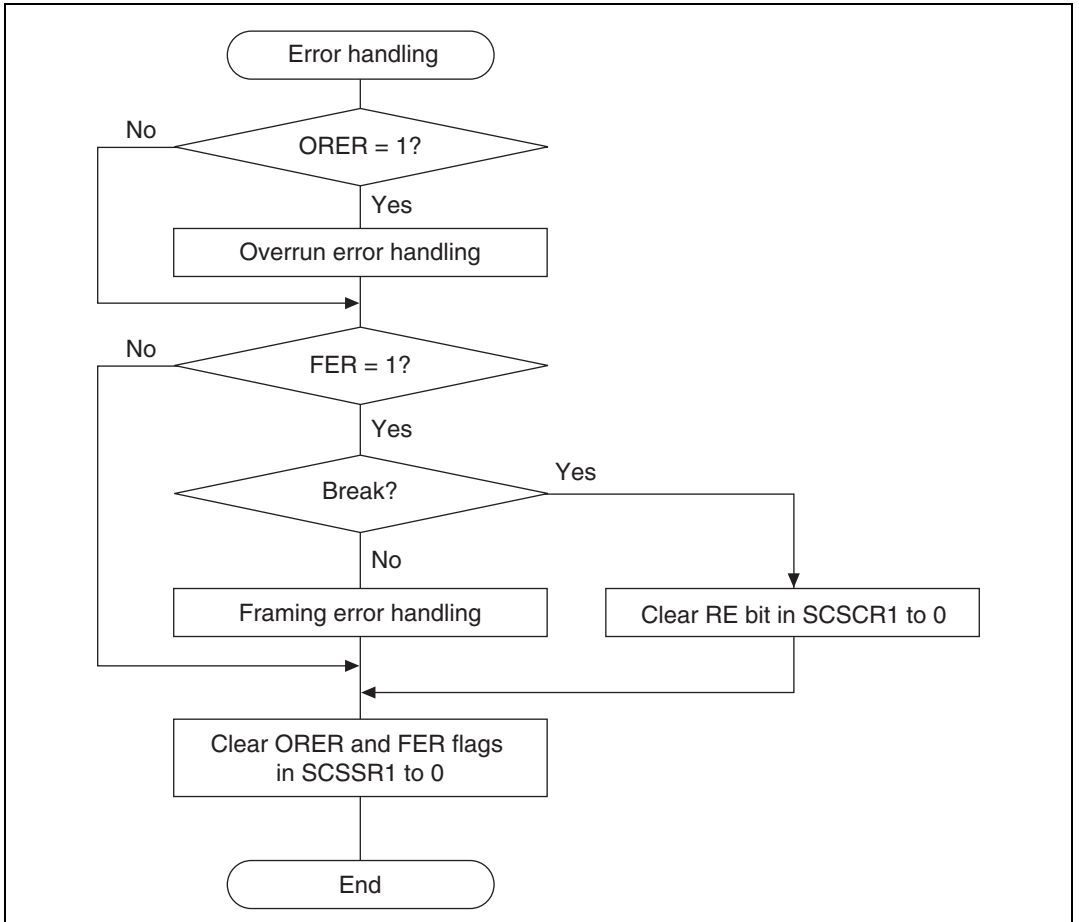 Error handling
No
ORER = 1?
Yes
Overrun error handling
No
FER = 1?
Yes
Yes
Break?
No
Framing error handling
Clear RE bit in SCSCR1 to 0
Clear ORER and FER flags
in SCSSR1 to 0
End